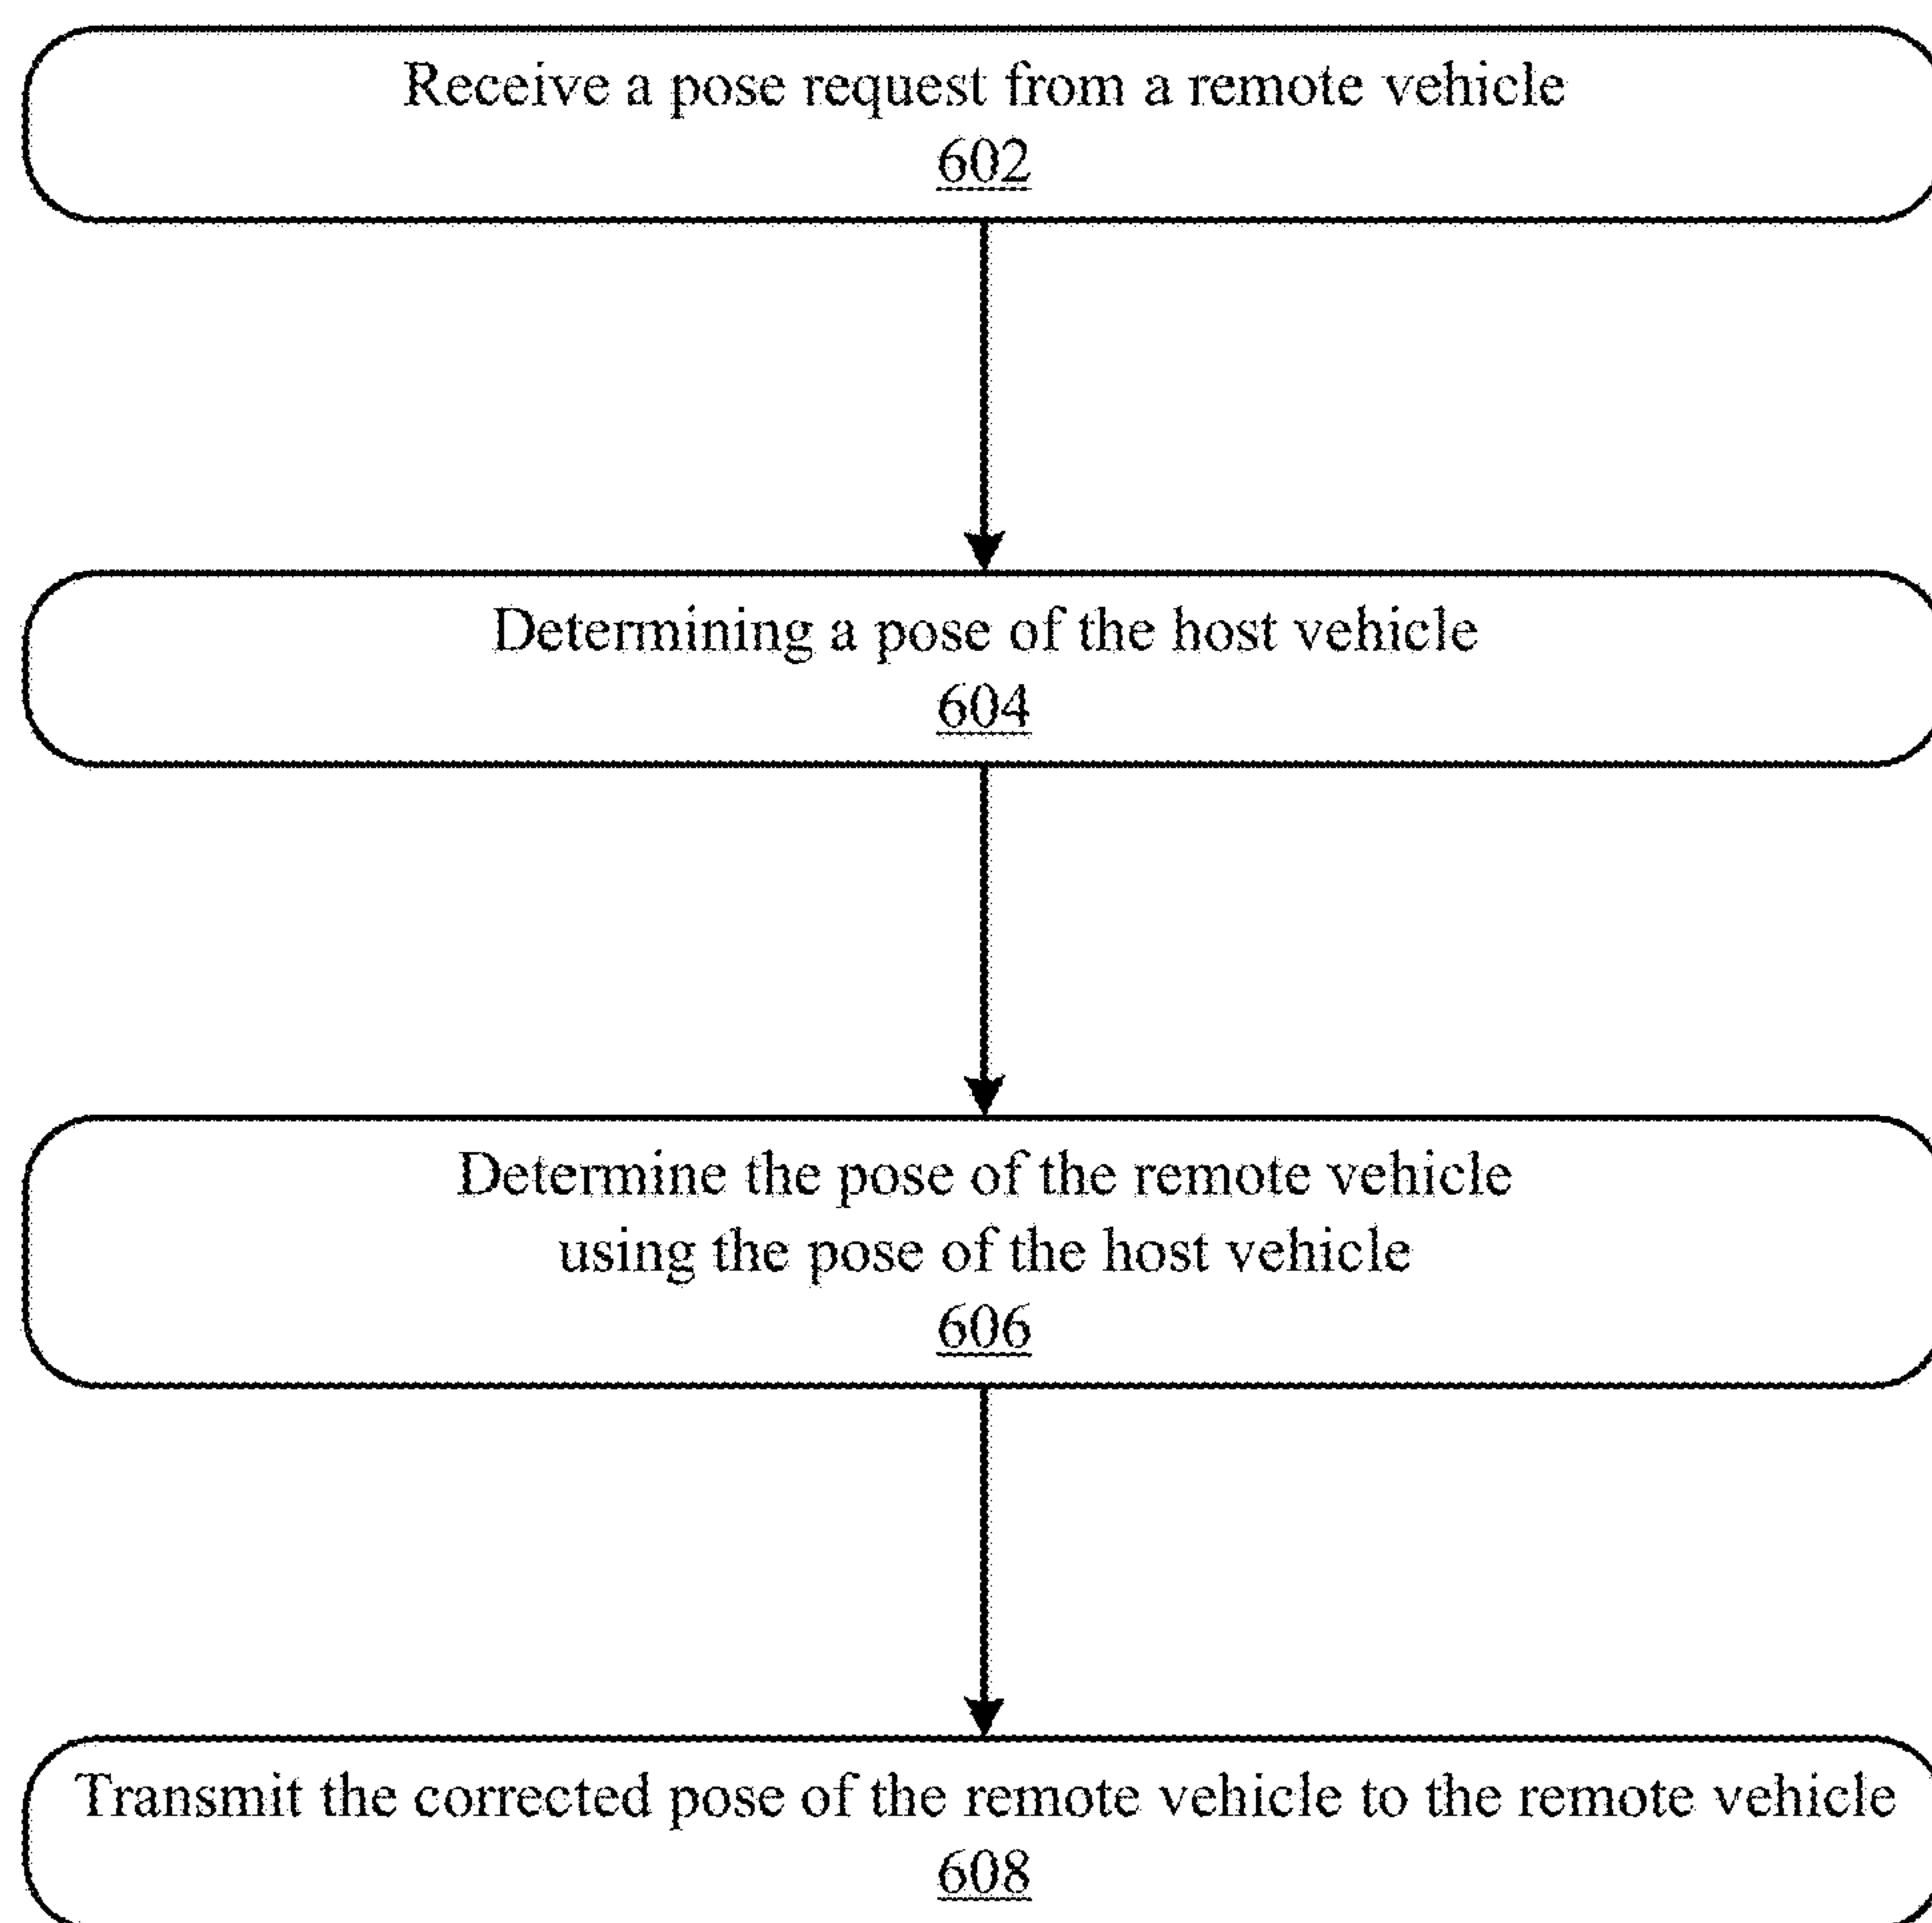 Receive a pose request from a remote vehicle
602
Determining a pose of the host vehicle
604
Determine the pose of the remote vehicle
using the pose of the host vehicle
606
Transmit the corrected pose of the remote vehicle to the remote vehicle
608